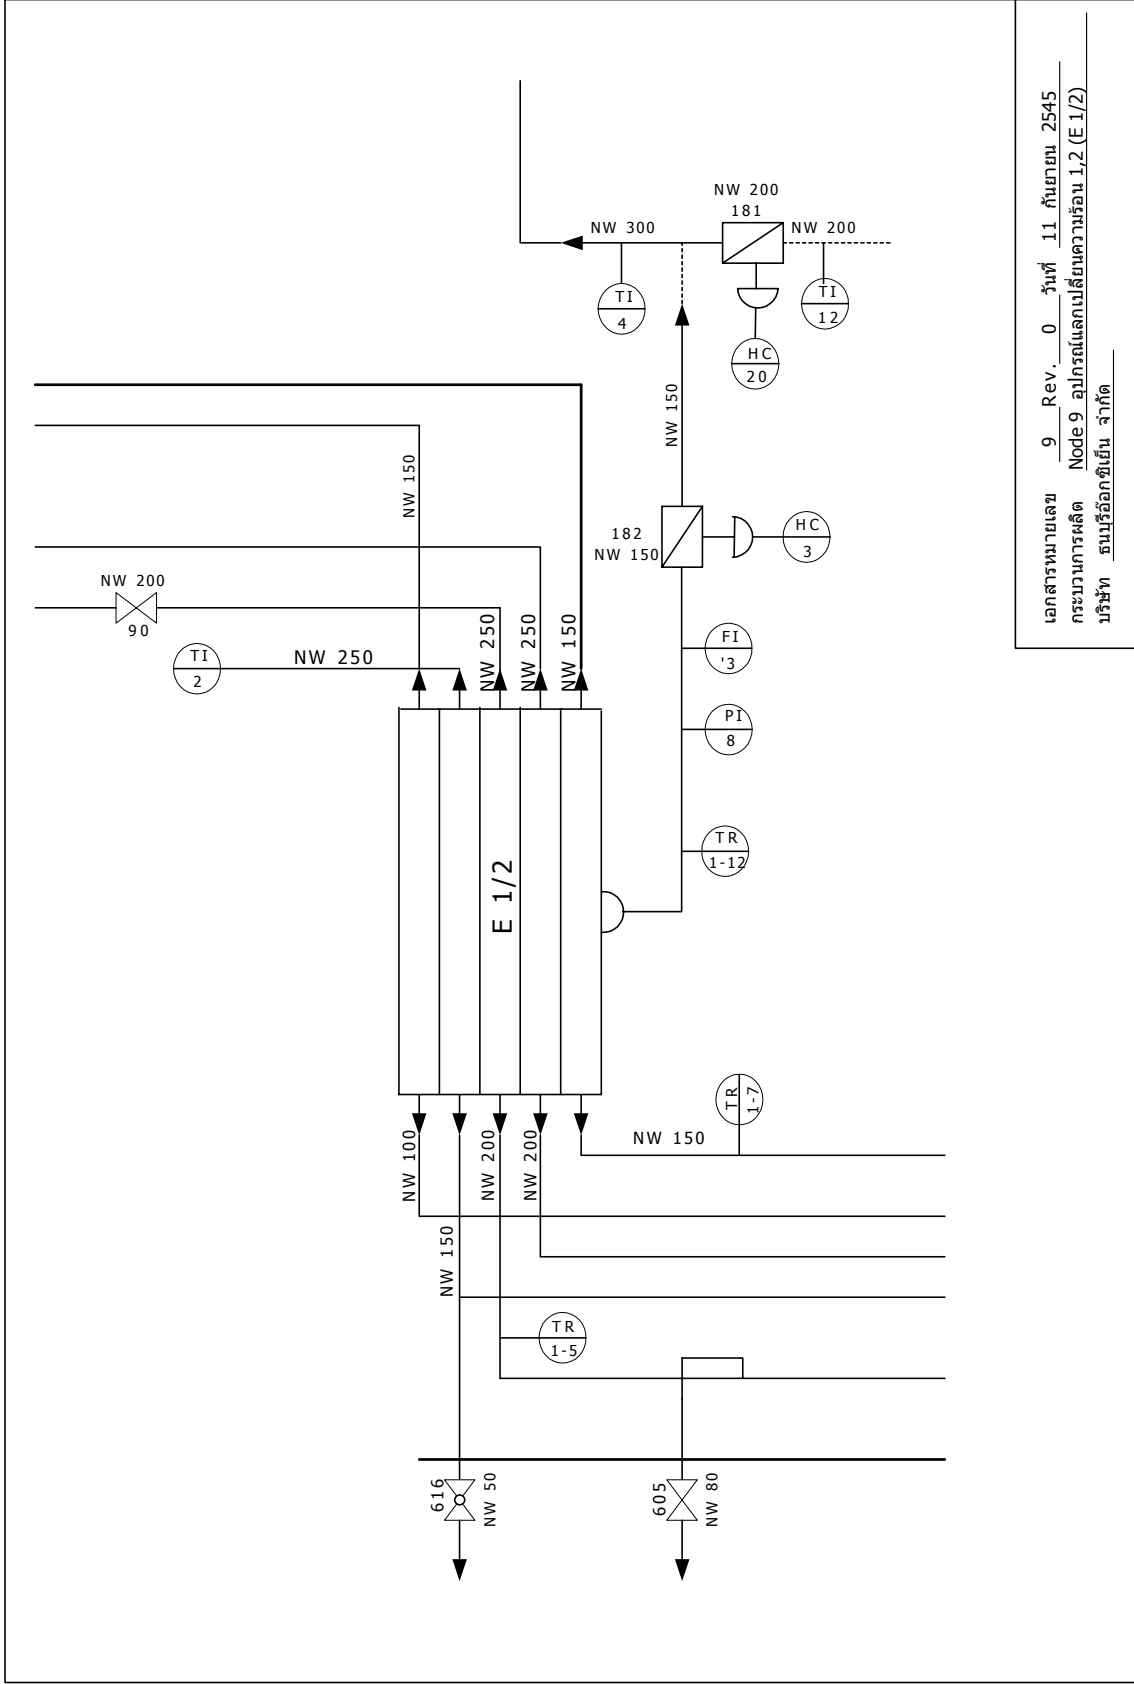 NW 200
181
NW 300
NW 200
TI
4
TI
12
HC
20
NW 150
NW 150
182
NW 150
HC
3
NW 200
90
TI
2
NW 250
NW 250
NW 250
NW 150
FI
'3
PI
8
TR
1-12
E 1/2
TR
1-7
NW 150
NW 100
NW 200
NW 200
NW 150
TR
1-5
616
NW 50
605
NW 80
เอกสารหมายเลข 9 Rev. 0 วันที่ 11 กันยายน 2545
กระบวนการผลิต Node 9 อุปกรณ์แลกเปลี่ยนความร้อน 1,2 (E 1/2)
บริษัท ธนบุรีอ๊อกซิเย็น จำกัด